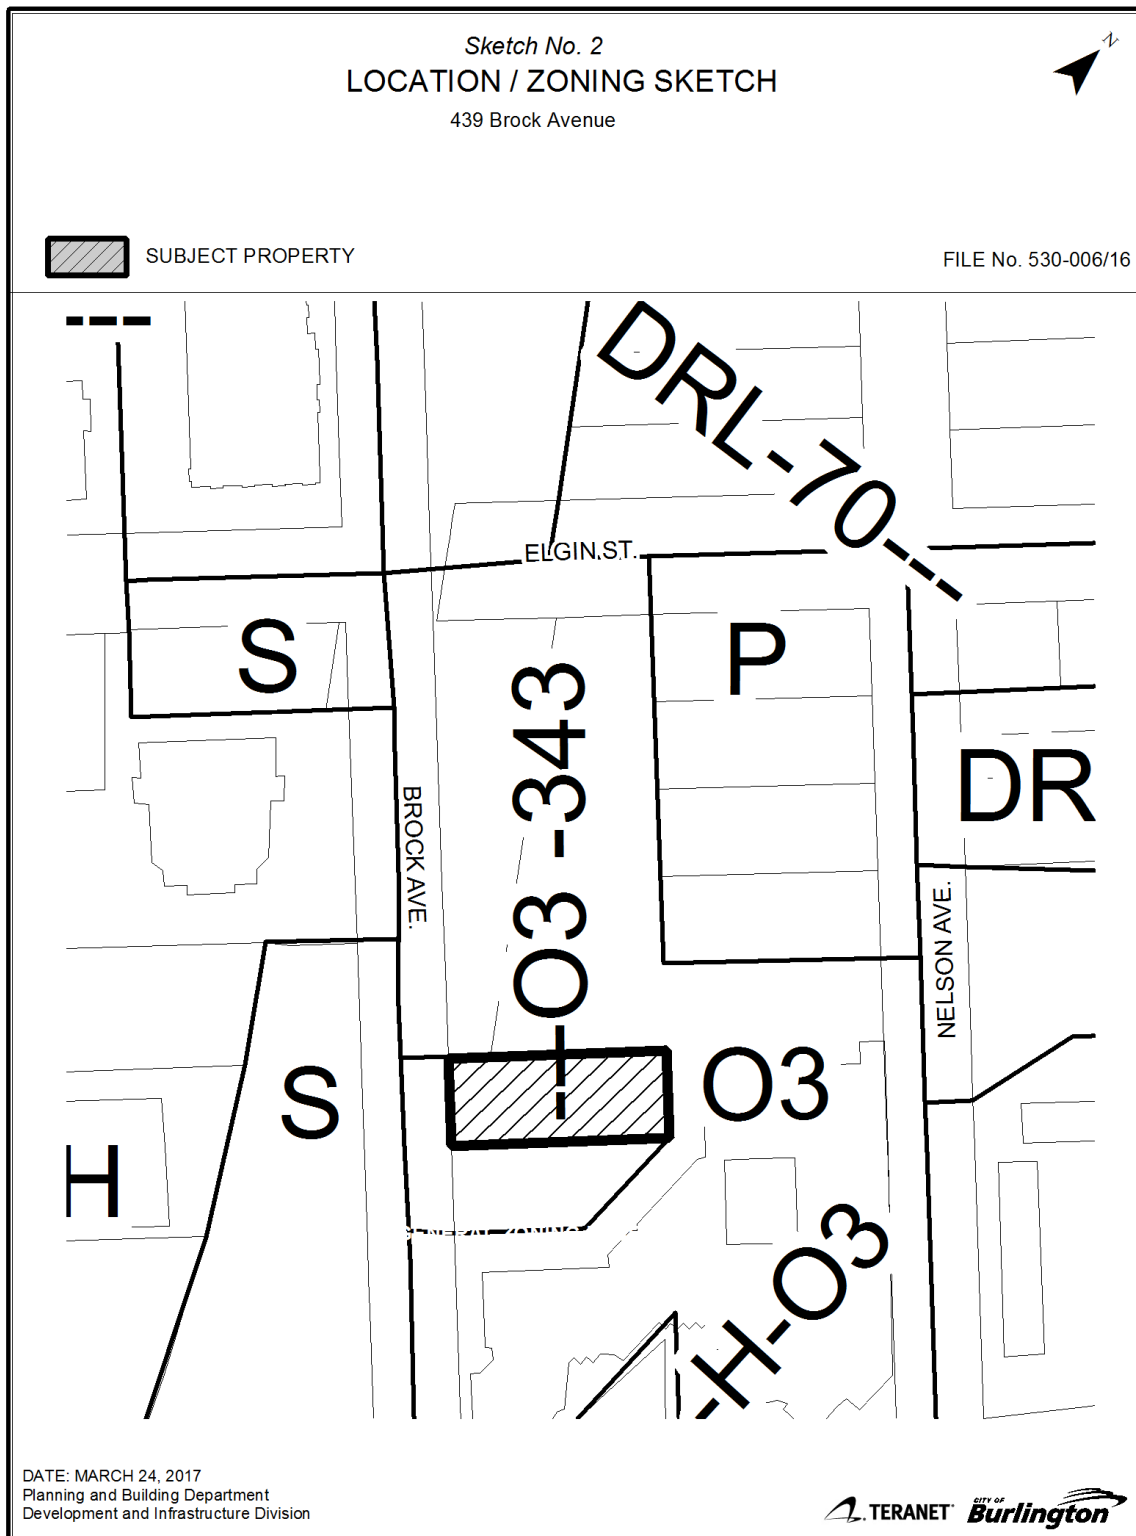 Sketch No. 2
LOCATION / ZONING SKETCH
439 Brock Avenue
N
SUBJECT PROPERTY
FILE No. 530-006/16
---
DRL-70---
ELGIN ST.
S
P
O3 -343
DR
BROCK AVE.
NELSON AVE.
S
O3
H
GENERAL ZONING
-H-O3
DATE: MARCH 24, 2017
Planning and Building Department
Development and Infrastructure Division
TERANET
CITY OF
Burlington